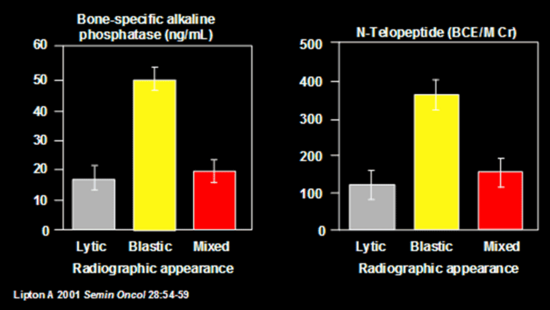 Bone-specific alkaline
phosphatase (ng/mL)
60
50
40
30
20
10
0
Lytic Blastic Mixed
Radiographic appearance
N-Telopeptide (BCE/M Cr)
500
400
300
200
100
0
Lytic Blastic Mixed
Radiographic appearance
Lipton A 2001 Semin Oncol 28:54-59